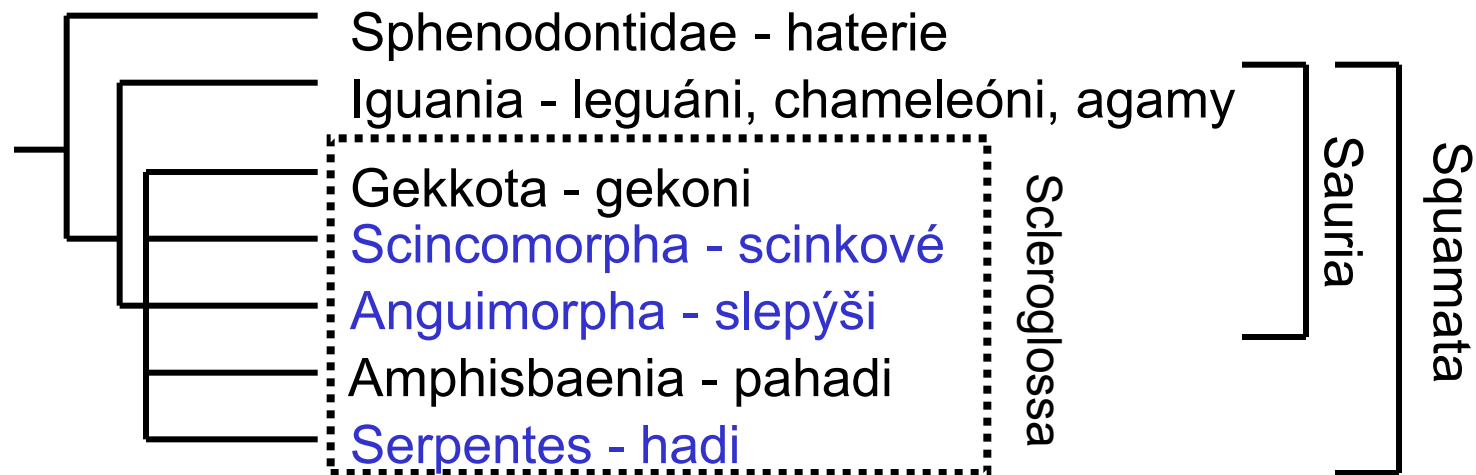 Sphenodontidae - haterie
Iguania - leguáni, chameleóni, agamy
Gekkota - gekoni
Scincomorpha - scinkové
Anguimorpha - slepýši
Amphisbaenia - pahadi
Serpentes - hadi
Scleroglossa
Sauria
Squamata